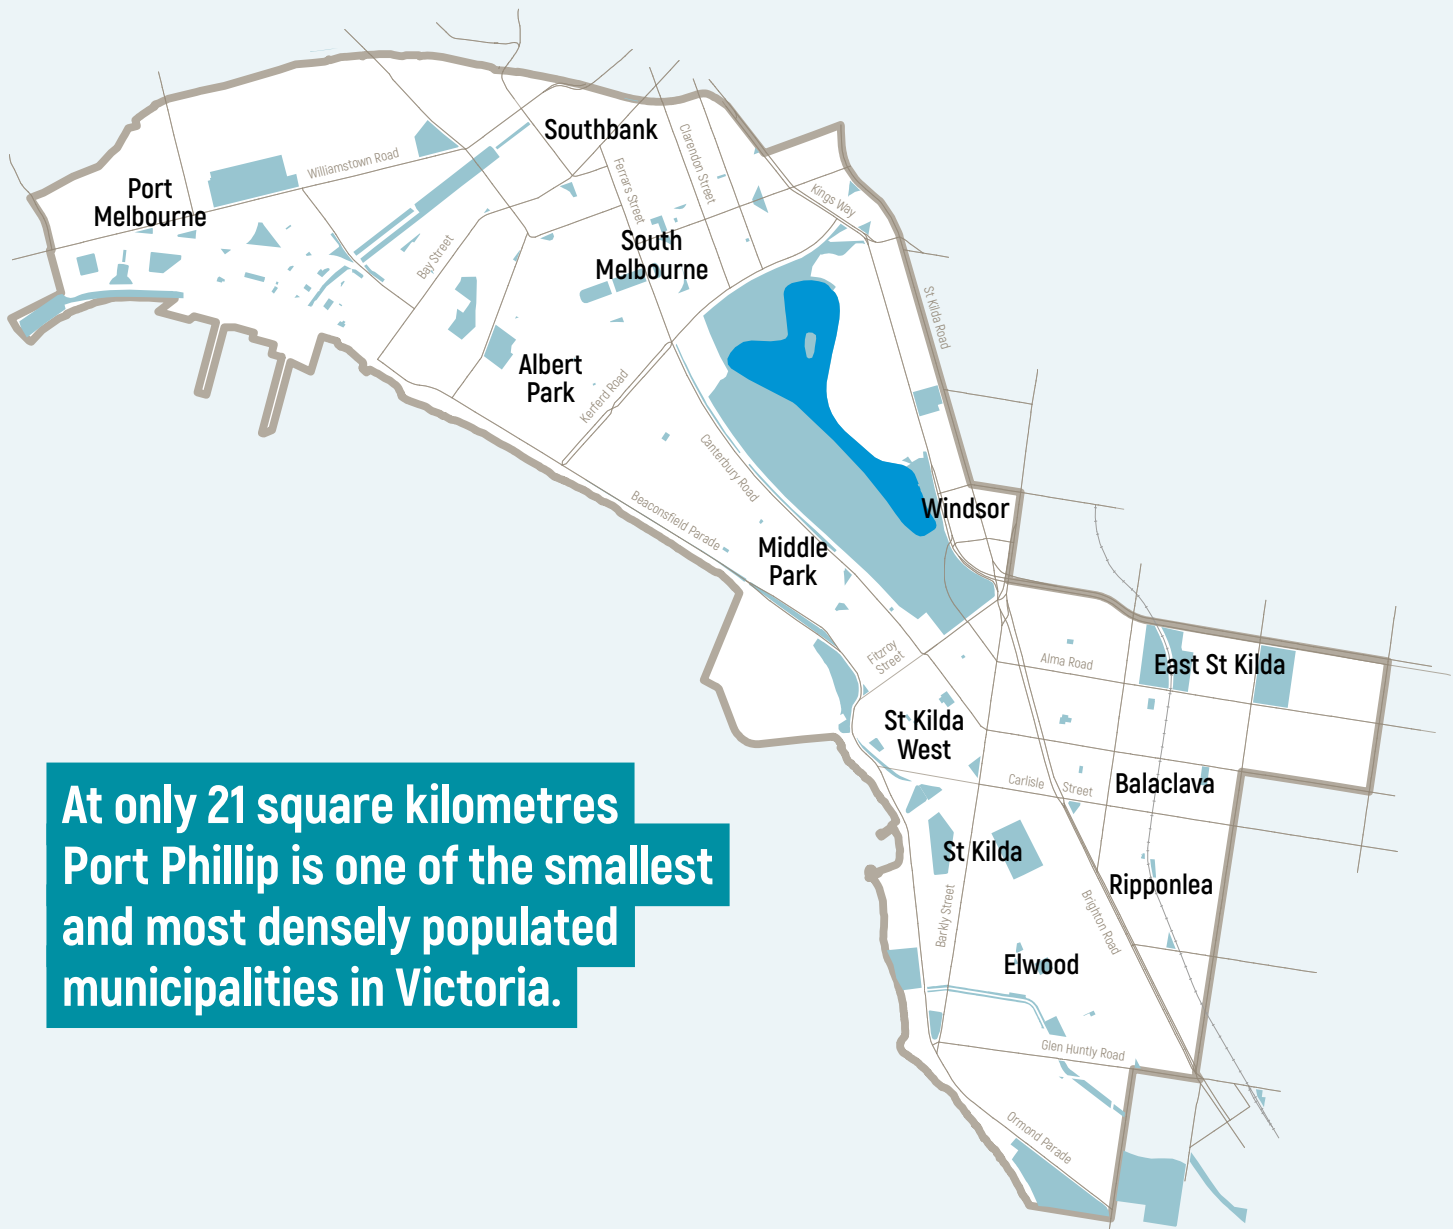 Southbank
Clarendon Street
Williamstown Road
Ferrars Street
Port
Melbourne
Kings Way
Bay Street
South
Melbourne
St Kilda Road
Albert
Park
Kerferd Road
Canterbury Road
Beaconsfield Parade
Windsor
Middle
Park
Fitzroy
Street
Alma Road
East St Kilda
St Kilda
West
Carlisle Street
Balaclava
At only 21 square kilometres
Port Phillip is one of the smallest
and most densely populated
municipalities in Victoria.
St Kilda
Ripponlea
Barkly Street
Brighton Road
Elwood
Glen Huntly Road
Ormond Parade